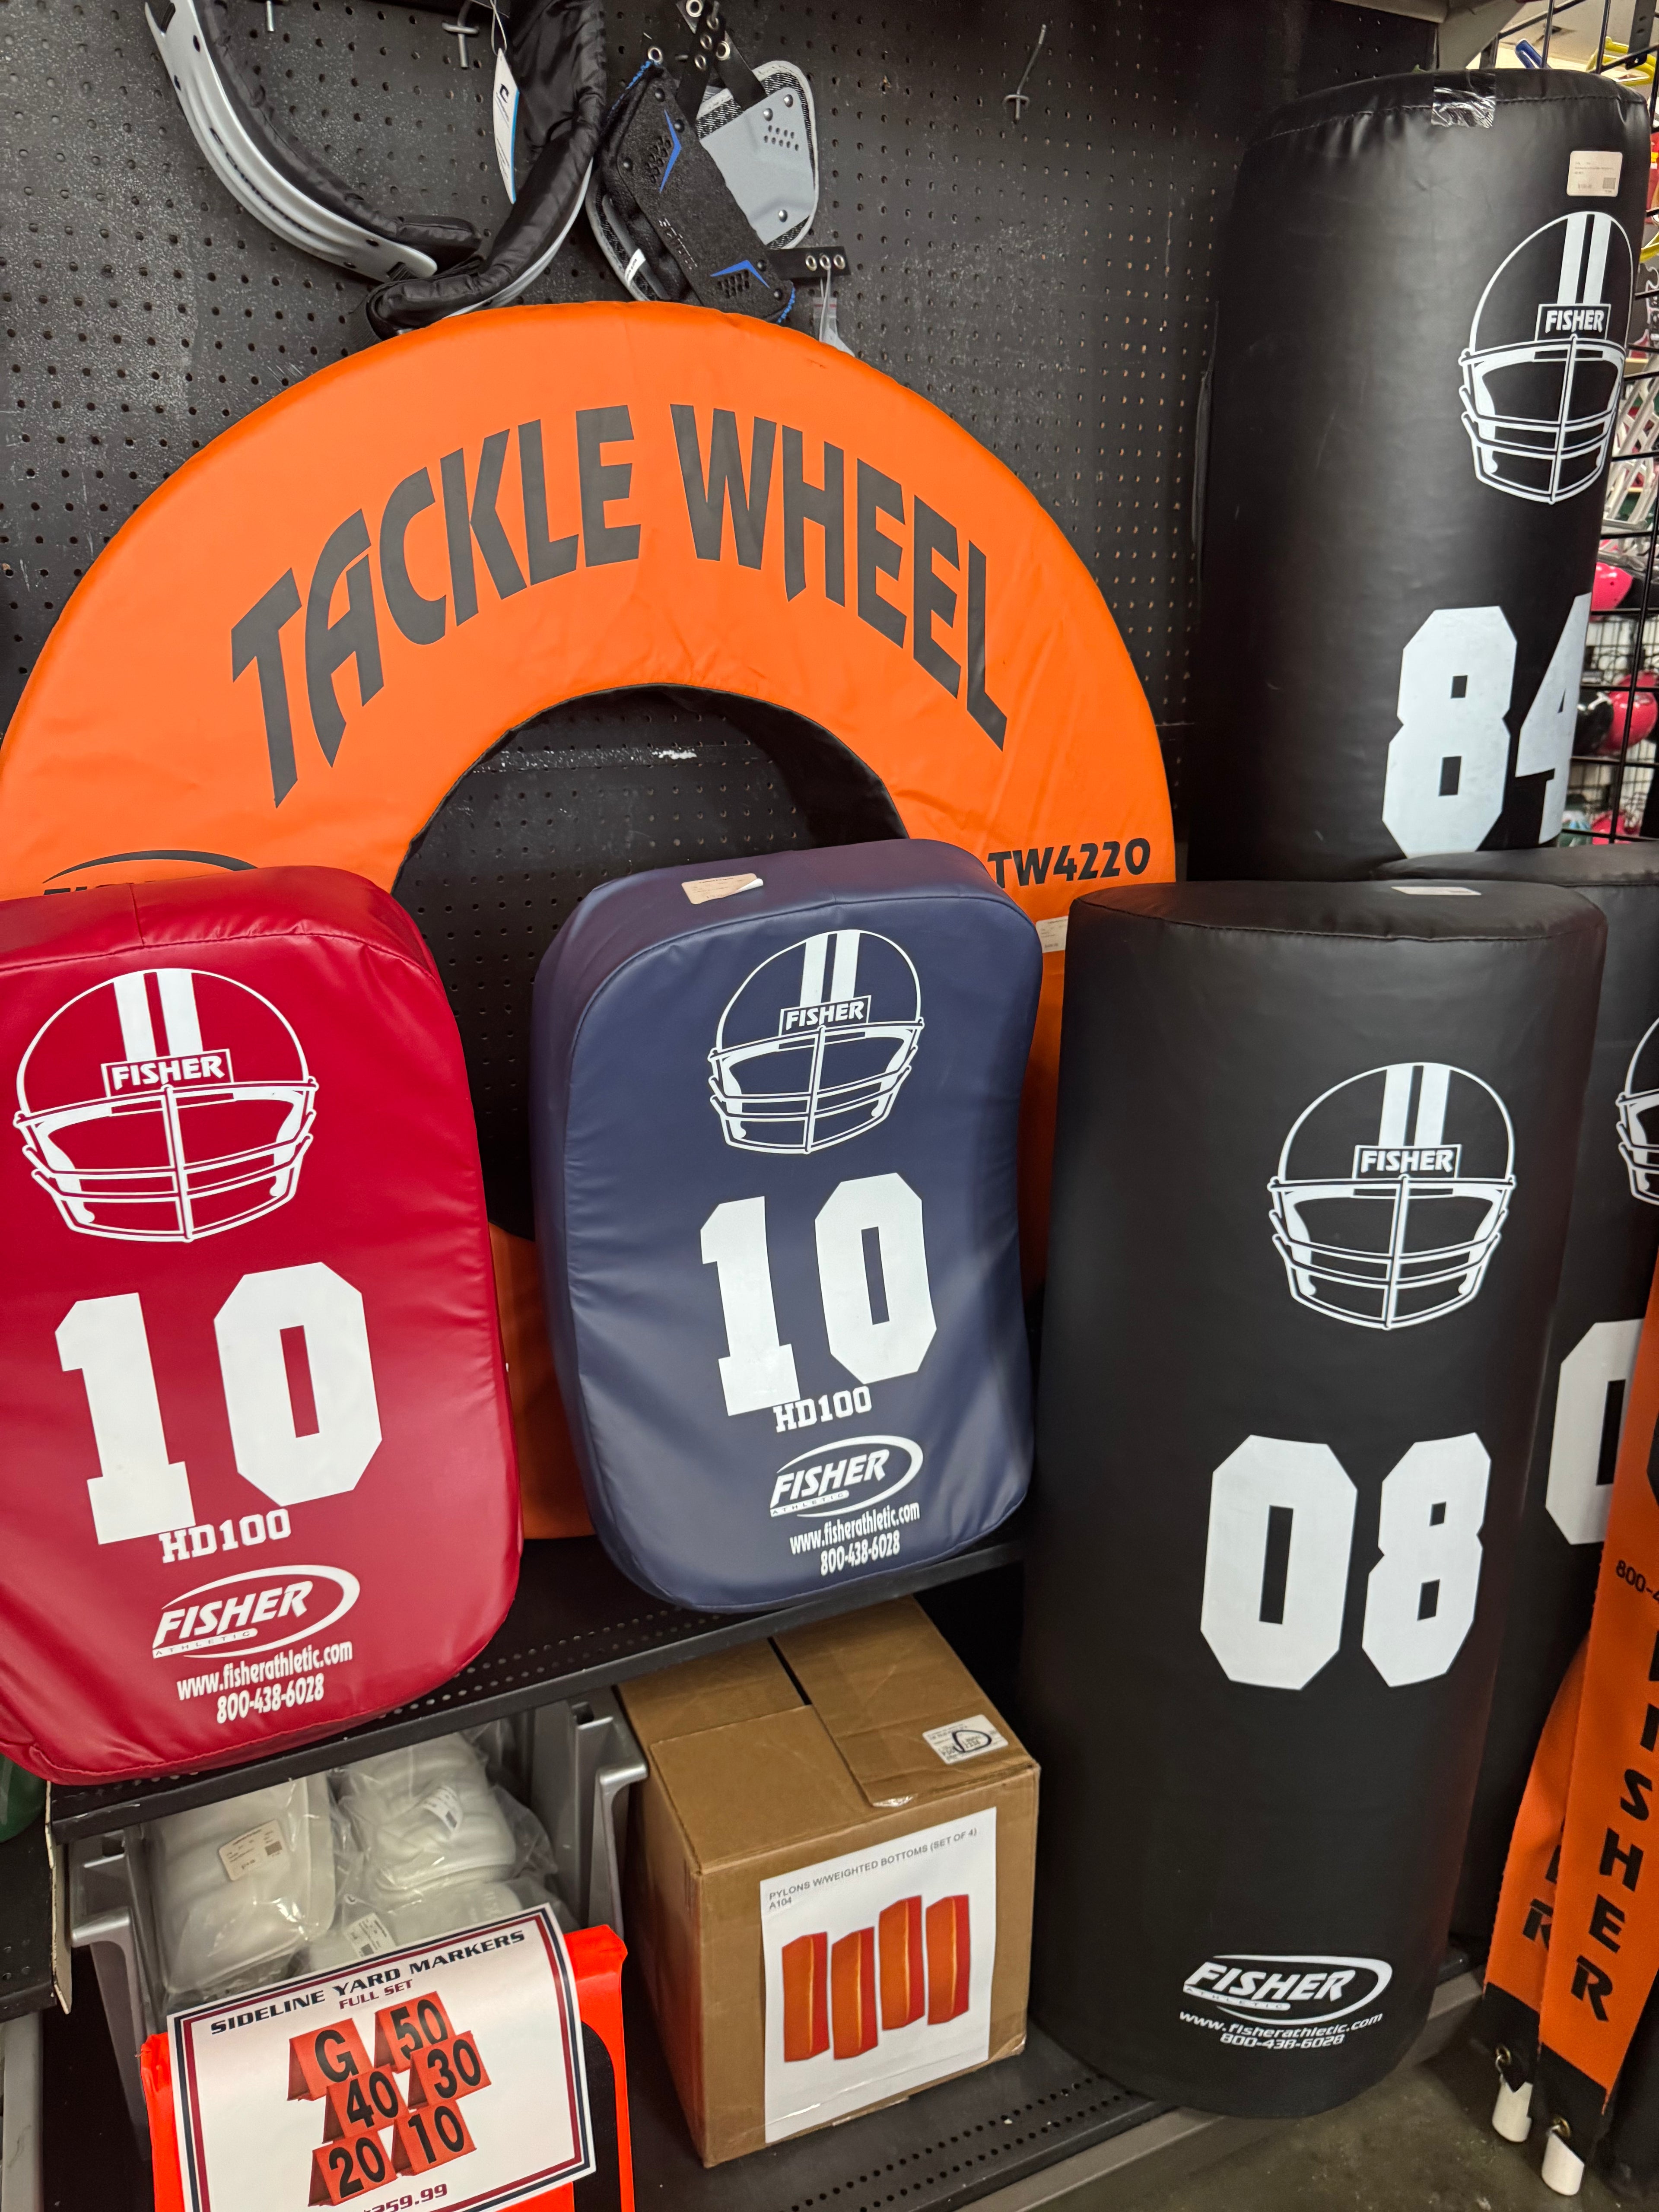 FISHER
84
TACKLE WHEEL
TW4220
FISHER
10
HD100
FISHER
ATHLETIC
www.fisherathletic.com
800-438-6028
FISHER
10
HD100
FISHER
ATHLETIC
www.fisherathletic.com
800-438-6028
FISHER
08
FISHER
ATHLETIC
www.fisherathletic.com
800-438-6028
FISHER
PYLONS W/WEIGHTED BOTTOMS (SET OF 4)
A104
SIDELINE YARD MARKERS
FULL SET
G 50
40 30
20 10